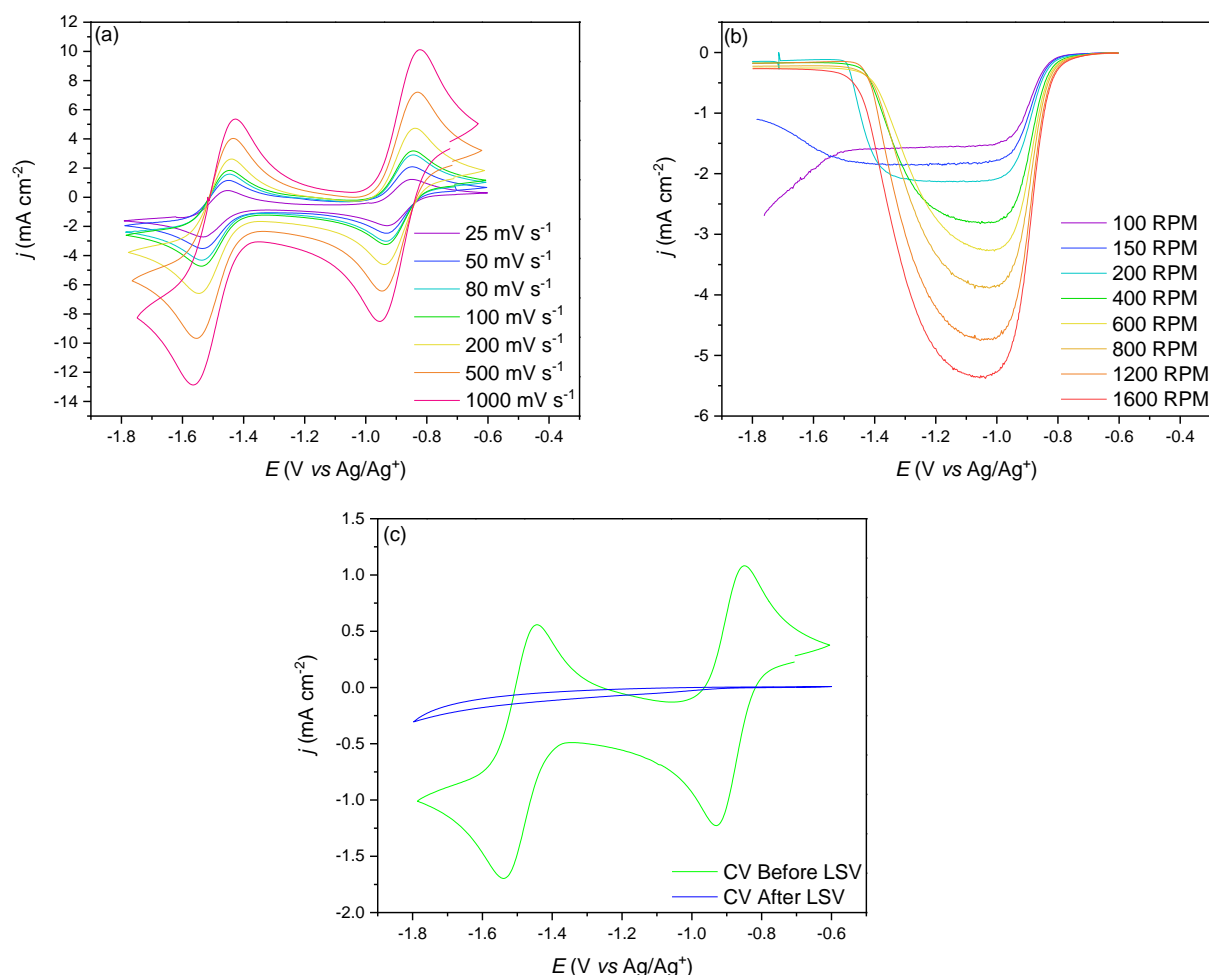 (a)
12
10
8
6
4
2
0
-2
-4
-6
-8
-10
-12
-14
j (mA cm-2)
25 mV s-1
50 mV s-1
80 mV s-1
100 mV s-1
200 mV s-1
500 mV s-1
1000 mV s-1
-1.8 -1.6 -1.4 -1.2 -1.0 -0.8 -0.6 -0.4
E (V vs Ag/Ag+)
(b)
0
-1
-2
-3
-4
-5
-6
j (mA cm-2)
100 RPM
150 RPM
200 RPM
400 RPM
600 RPM
800 RPM
1200 RPM
1600 RPM
-1.8 -1.6 -1.4 -1.2 -1.0 -0.8 -0.6 -0.4
E (V vs Ag/Ag+)
(c)
1.5
1.0
0.5
0.0
-0.5
-1.0
-1.5
-2.0
j (mA cm-2)
CV Before LSV
CV After LSV
-1.8 -1.6 -1.4 -1.2 -1.0 -0.8 -0.6
E (V vs Ag/Ag+)